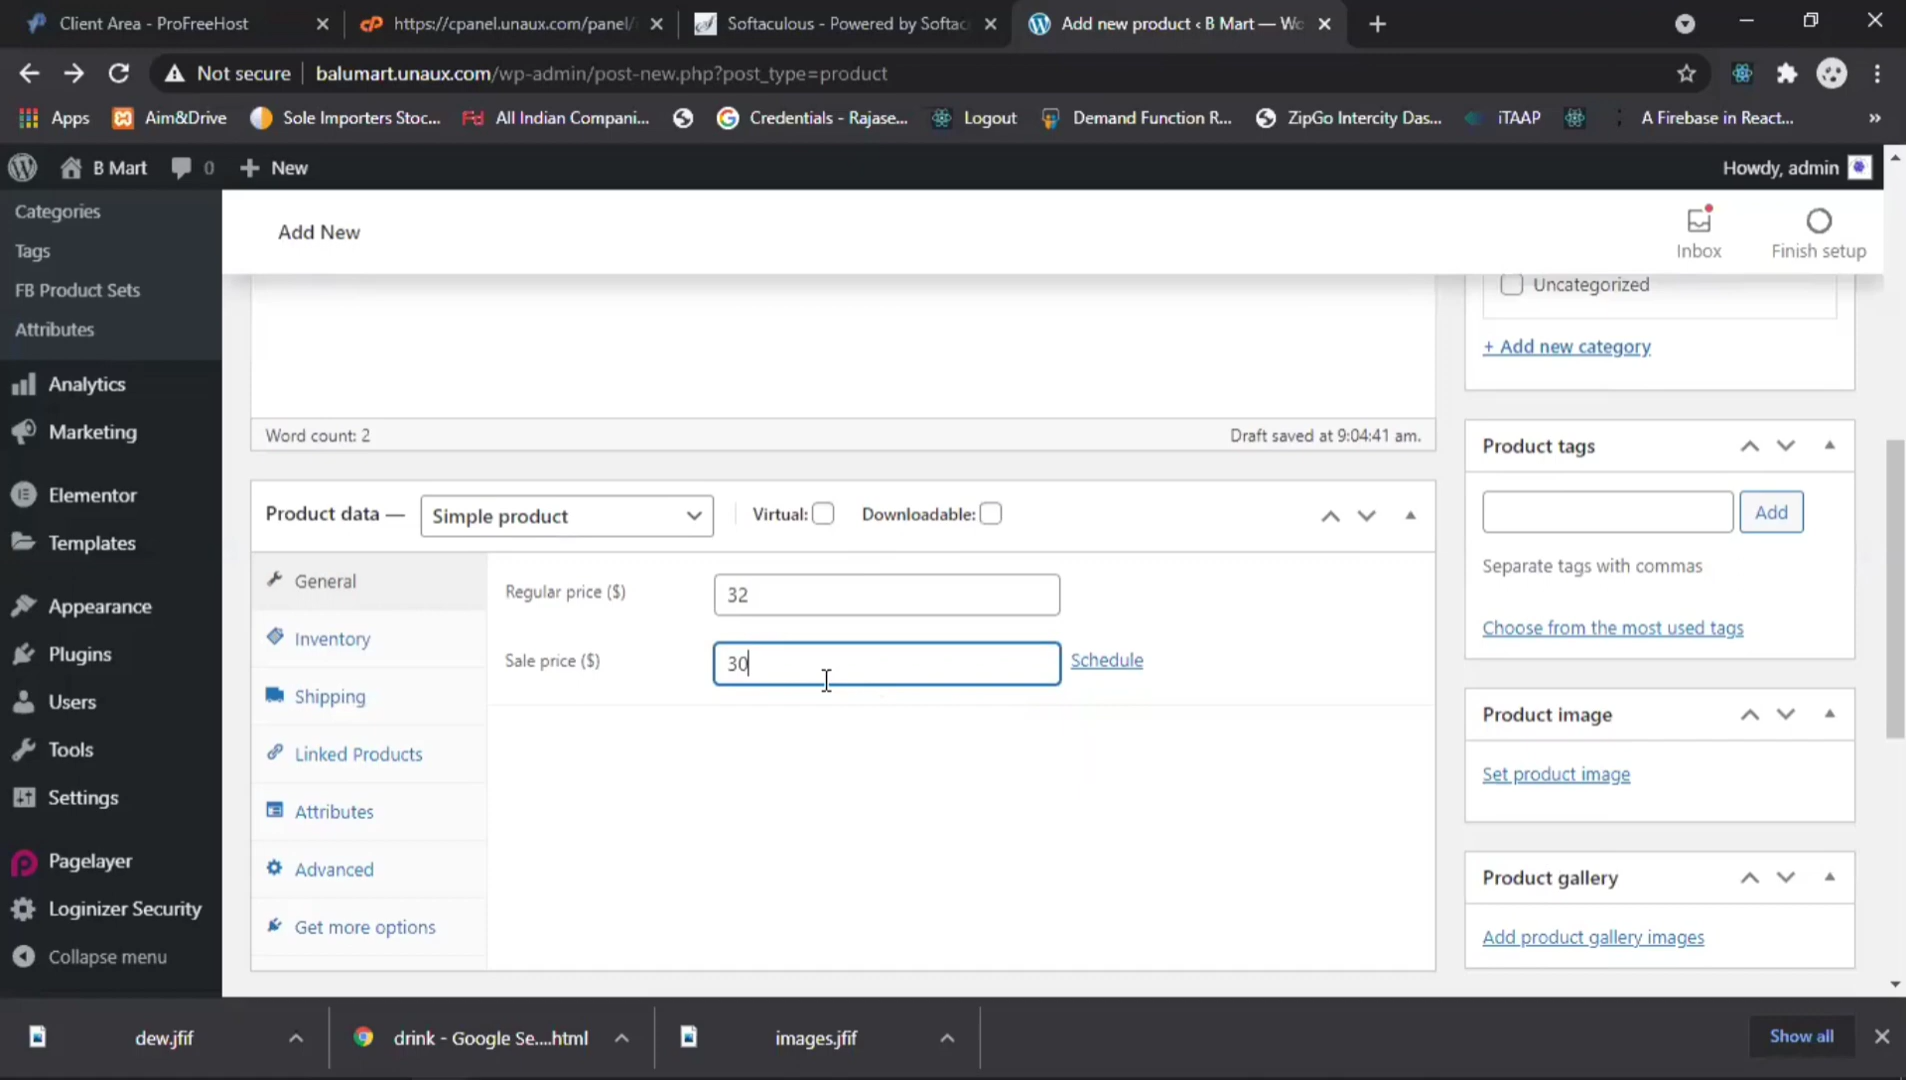 Client Area - ProFreeHost
https://cpanel.unaux.com/panel/
Softaculous - Powered by Softac
Add new product ‹ B Mart — Wo
Not secure
balumart.unaux.com/wp-admin/post-new.php?post_type=product
Apps
Aim&Drive
Sole Importers Stoc...
All Indian Compani...
Credentials - Rajase...
Logout
Demand Function R...
ZipGo Intercity Das...
iTAAP
A Firebase in React...
»
B Mart
0
New
Howdy, admin
Categories
Tags
FB Product Sets
Attributes
Analytics
Marketing
Elementor
Templates
Appearance
Plugins
Users
Tools
Settings
Pagelayer
Loginizer Security
Collapse menu
Add New
Inbox
Finish setup
Word count: 2
Draft saved at 9:04:41 am.
Product data —
Simple product
Virtual:
Downloadable:
General
Inventory
Shipping
Linked Products
Attributes
Advanced
Get more options
Regular price ($)
32
Sale price ($)
30
Schedule
Uncategorized
+ Add new category
Product tags
Add
Separate tags with commas
Choose from the most used tags
Product image
Set product image
Product gallery
Add product gallery images
dew.jfif
drink - Google Se....html
images.jfif
Show all